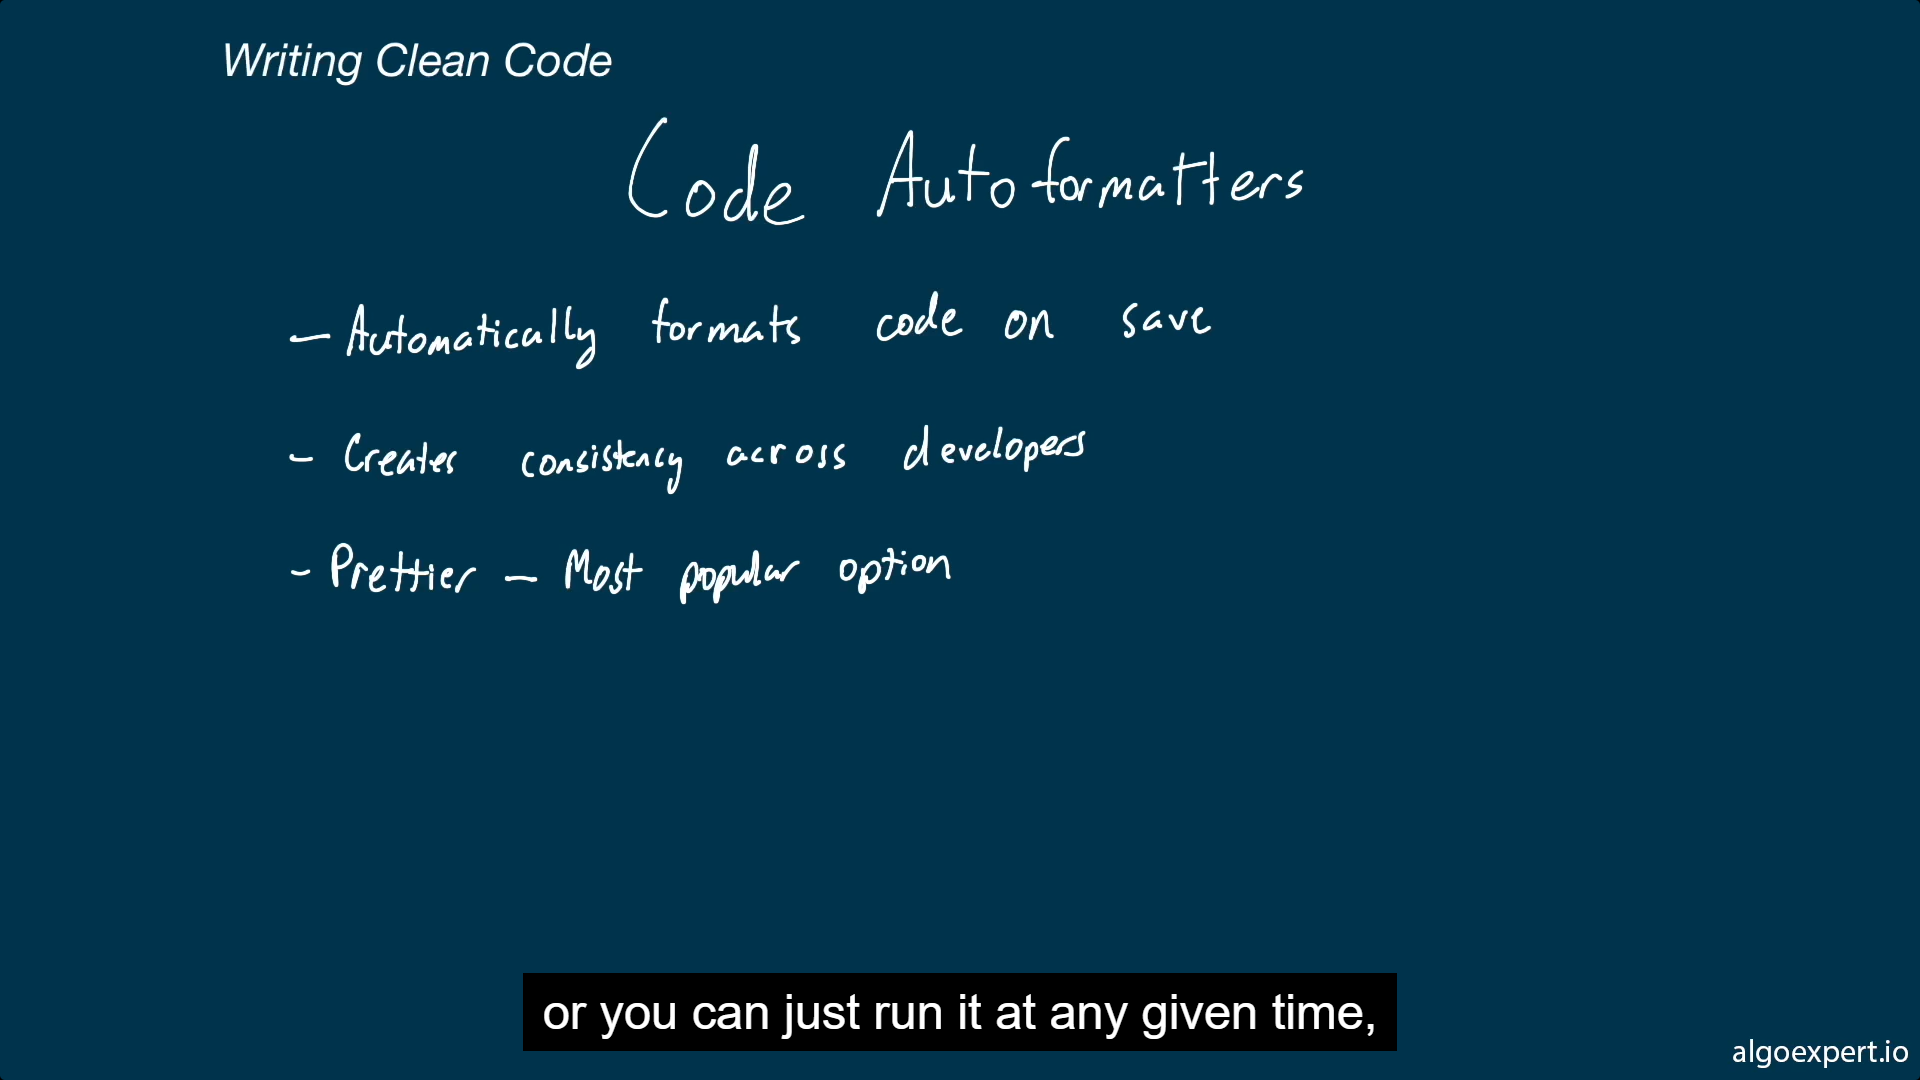 Writing Clean Code
Code Autoformatters
- Automatically formats code on save
- Creates consistency across developers
- Prettier - Most popular option
or you can just run it at any given time,
algoexpert.io